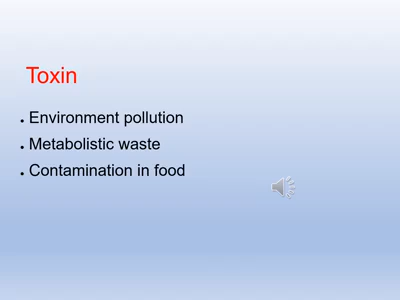 Toxin
• Environment pollution
• Metabolistic waste
• Contamination in food